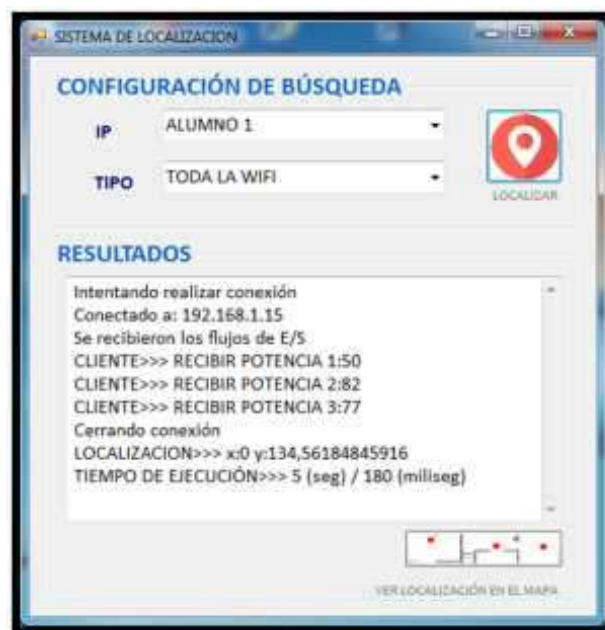 SISTEMA DE LOCALIZACION
CONFIGURACIÓN DE BÚSQUEDA
IP
ALUMNO 1
TIPO
TODA LA WIFI
LOCALIZAR
RESULTADOS
Intentando realizar conexión
Conectado a: 192.168.1.15
Se recibieron los flujos de E/S
CLIENTE>>> RECIBIR POTENCIA 1:50
CLIENTE>>> RECIBIR POTENCIA 2:82
CLIENTE>>> RECIBIR POTENCIA 3:77
Cerrando conexión
LOCALIZACION>>> x:0 y:134,56184845916
TIEMPO DE EJECUCIÓN>>> 5 (seg) / 180 (miliseg)
VER LOCALIZACIÓN EN EL MAPA